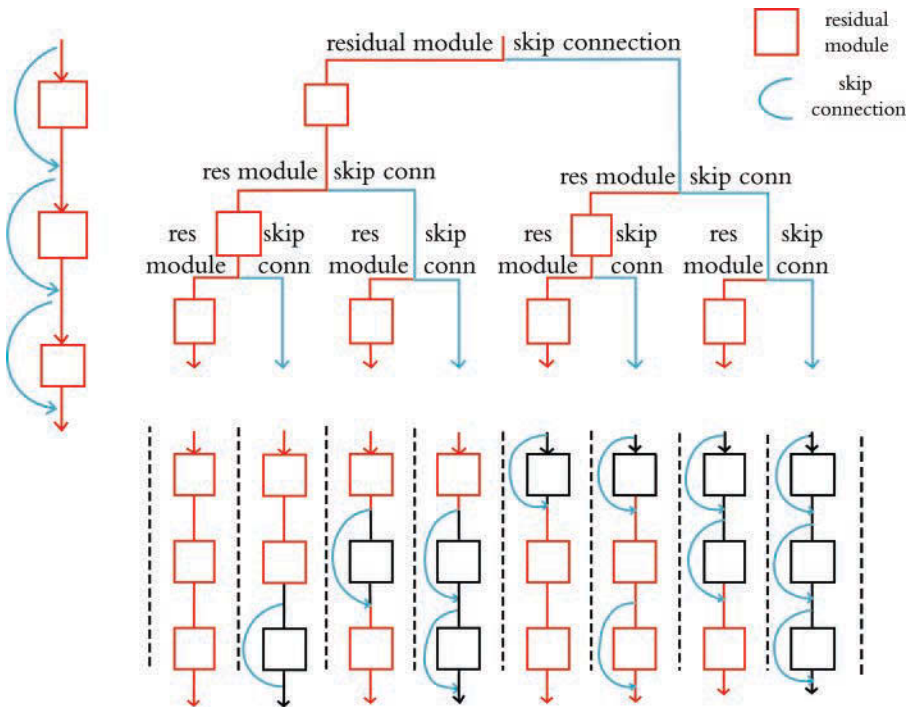 residual module
skip connection
residual
module
skip
connection
res module
skip conn
res module
skip conn
res
module
skip
conn
res
module
skip
conn
res
module
skip
conn
res
module
skip
conn